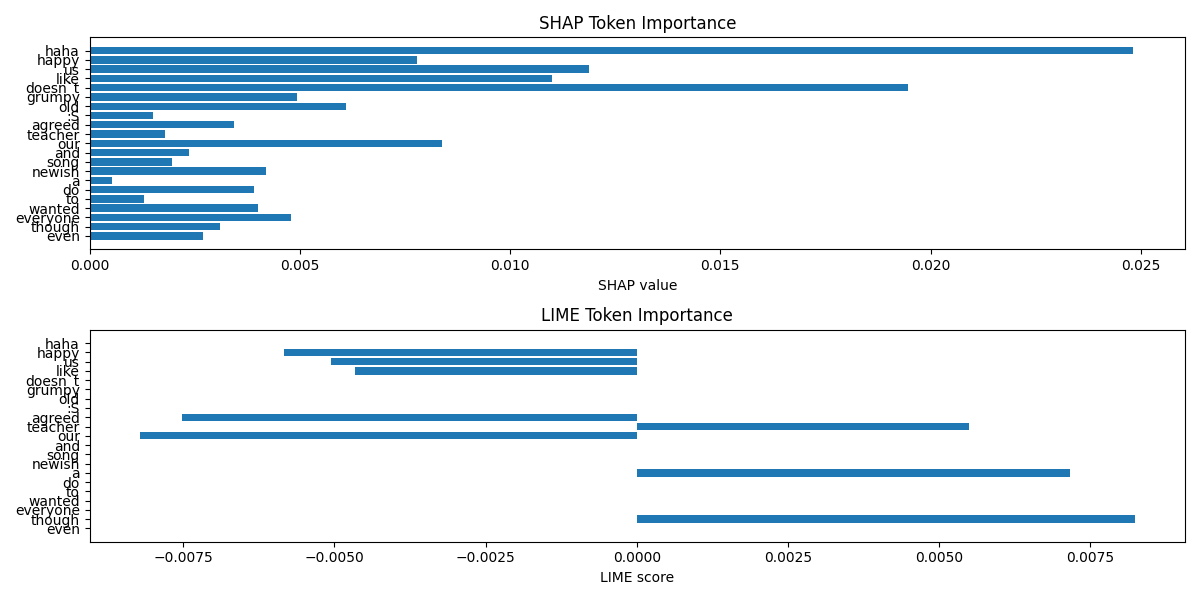 SHAP Token Importance
haha
happy
us
like
doesn_t
grumpy
old
:S
agreed
teacher
our
and
song
newish
a
do
to
wanted
everyone
though
even
0.000 0.005 0.010 0.015 0.020 0.025
SHAP value
LIME Token Importance
haha
happy
us
like
doesn_t
grumpy
old
:S
agreed
teacher
our
and
song
newish
a
do
to
wanted
everyone
though
even
−0.0075 −0.0050 −0.0025 0.0000 0.0025 0.0050 0.0075
LIME score